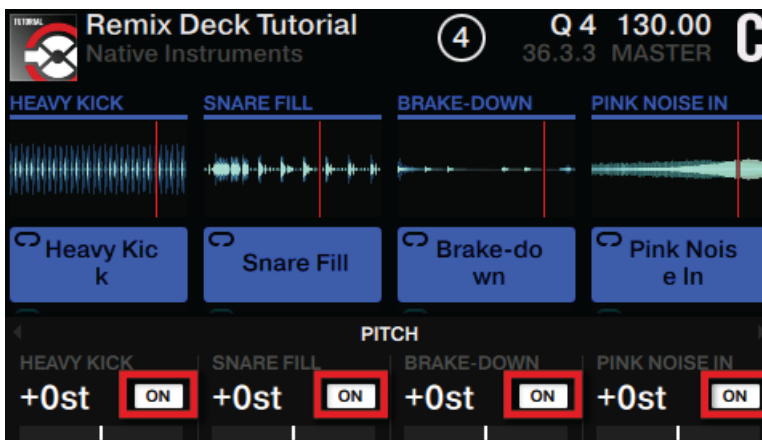 TUTORIAL
Remix Deck Tutorial
Native Instruments
4
Q 4 130.00
36.3.3 MASTER
C
HEAVY KICK SNARE FILL BRAKE-DOWN PINK NOISE IN
Heavy Kic
k
Snare Fill
Brake-do
wn
Pink Nois
e In
PITCH
HEAVY KICK SNARE FILL BRAKE-DOWN PINK NOISE IN
+0st ON +0st ON +0st ON +0st ON